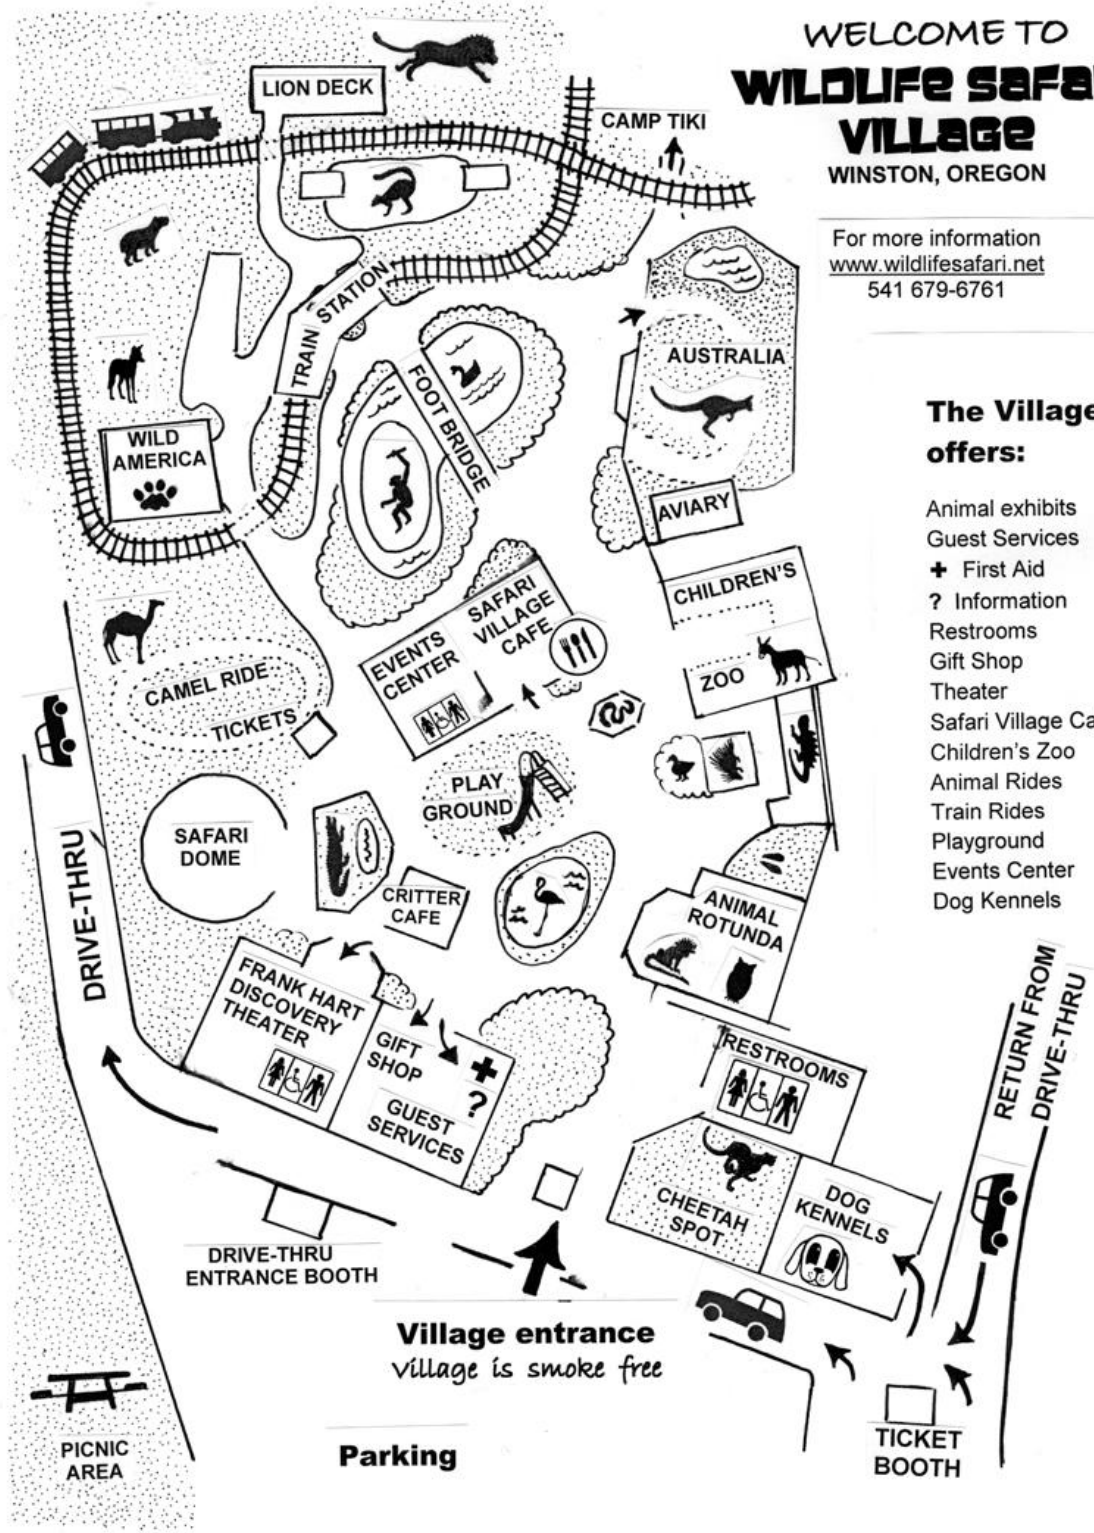 WELCOME TO
WILDLIFE SAFA
VILLAGE
WINSTON, OREGON
For more information
www.wildlifesafari.net
541 679-6761
The Village
offers:
Animal exhibits
Guest Services
+ First Aid
? Information
Restrooms
Gift Shop
Theater
Safari Village Ca
Children's Zoo
Animal Rides
Train Rides
Playground
Events Center
Dog Kennels
LION DECK
CAMP TIKI
TRAIN STATION
FOOT BRIDGE
AUSTRALIA
WILD
AMERICA
AVIARY
CHILDREN'S
ZOO
SAFARI
VILLAGE
CAFE
EVENTS
CENTER
CAMEL RIDE
TICKETS
PLAY
GROUND
SAFARI
DOME
DRIVE-THRU
CRITTER
CAFE
ANIMAL
ROTUNDA
FRANK HART
DISCOVERY
THEATER
GIFT
SHOP
+
?
GUEST
SERVICES
RESTROOMS
RETURN FROM
DRIVE-THRU
CHEETAH
SPOT
DOG
KENNELS
DRIVE-THRU
ENTRANCE BOOTH
Village entrance
Village is smoke free
PICNIC
AREA
Parking
TICKET
BOOTH